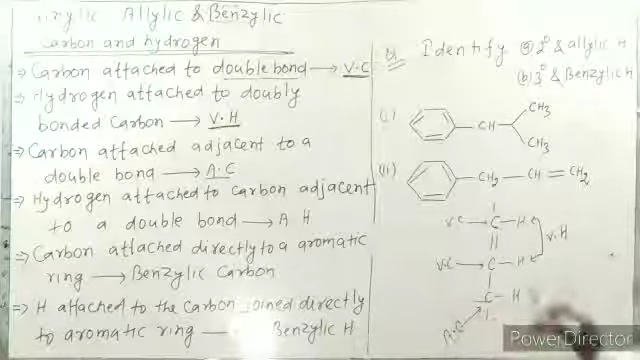 Allylic & Benzylic
Carbon and hydrogen
⇒ Carbon attached to double bond → V.C
⇒ Hydrogen attached to doubly
bonded Carbon → V.H
⇒ Carbon attached adjacent to a
double bond → A.C
⇒ Hydrogen attached to carbon adjacent
to a double bond → A H
⇒ Carbon attached directly to a aromatic
ring → Benzylic Carbon
⇒ H attached to the Carbon joined directly
to aromatic ring — Benzylic H
Q Identify (a) 2° & allylic H
(b) 3° & Benzylic H
(i)
CH
CH3
CH3
(ii)
CH2 — CH = CH2
V.C → C — H
V.H
V.C → C — H
C — H
A.C
PowerDirector